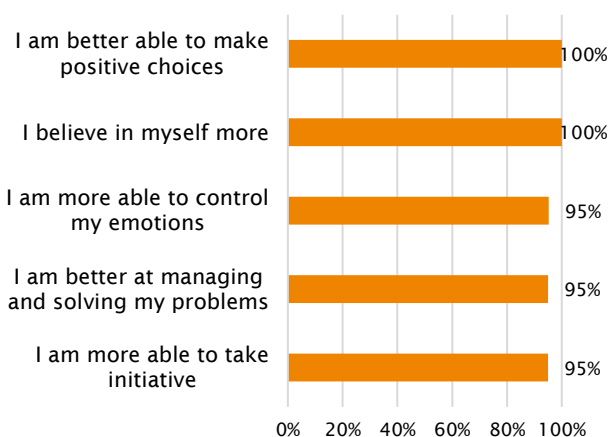 I am better able to make
positive choices
100%
I believe in myself more
100%
I am more able to control
my emotions
95%
I am better at managing
and solving my problems
95%
I am more able to take
initiative
95%
0% 20% 40% 60% 80% 100%